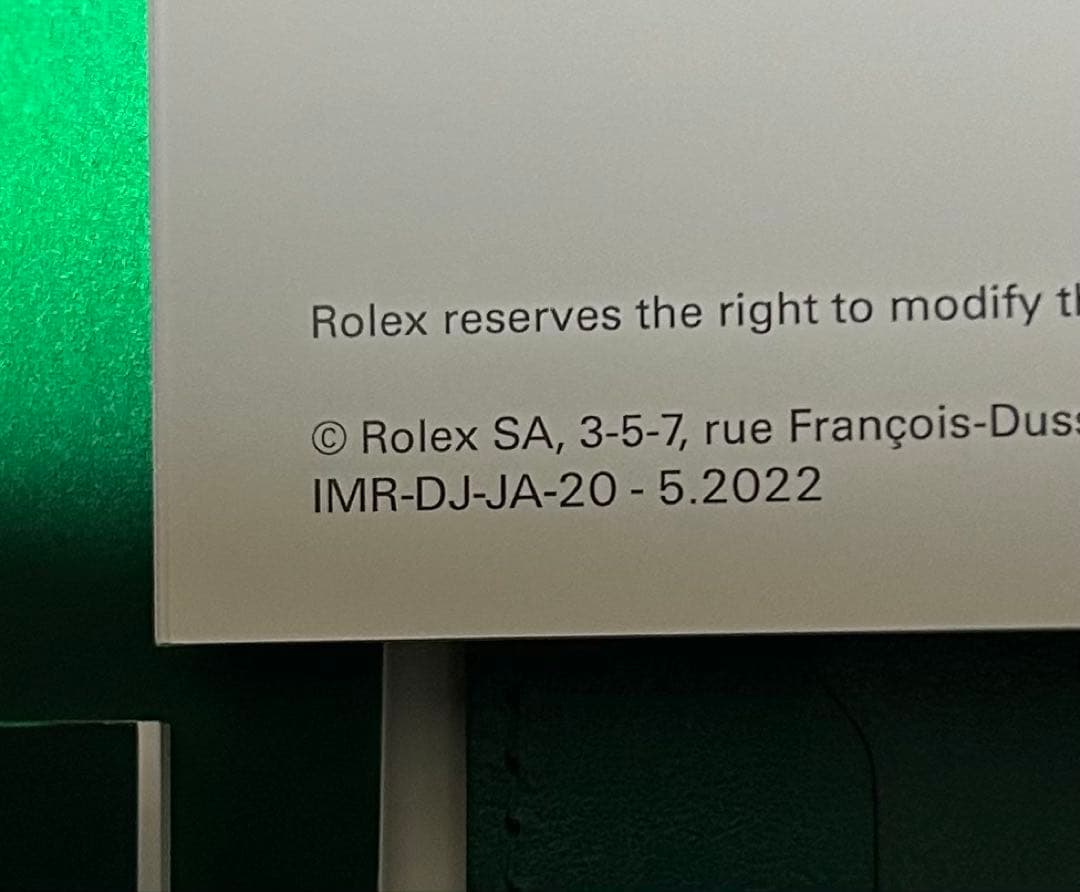 Rolex reserves the right to modify
© Rolex SA, 3-5-7, rue
IMR-DJ-JA-20 - 5.2022